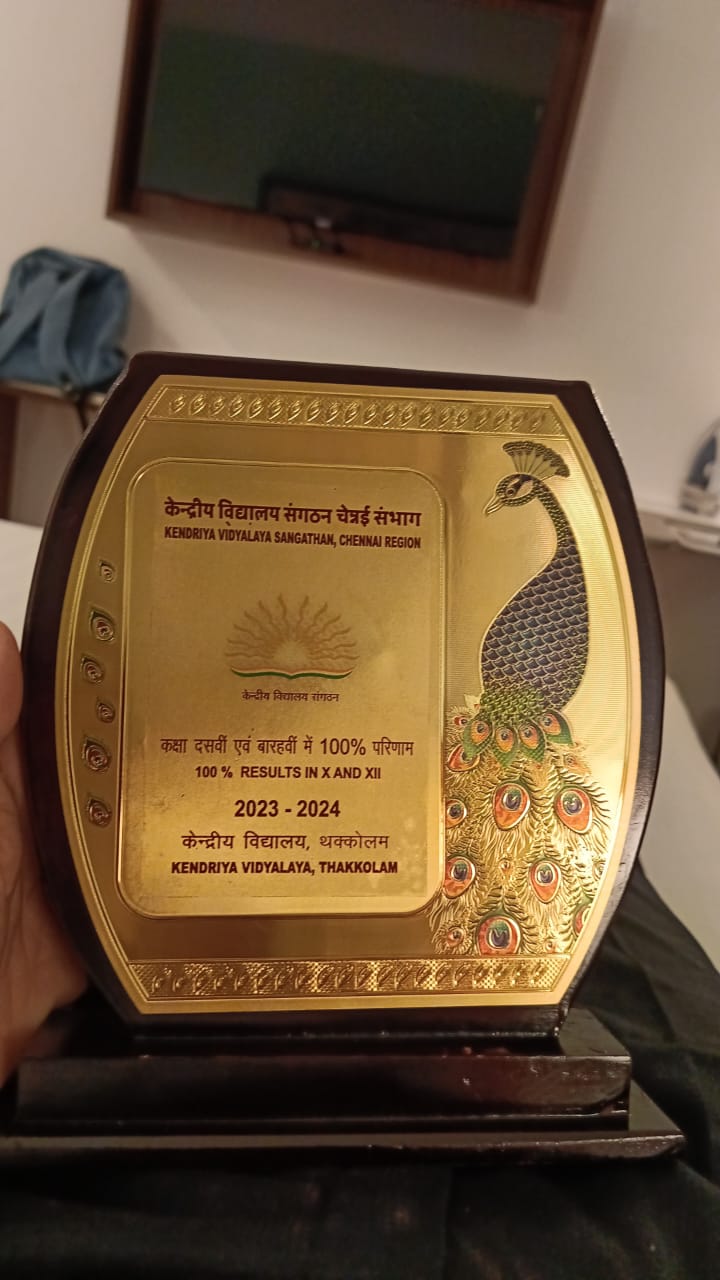 केन्द्रीय विद्यालय संगठन चेन्नई संभाग
KENDRIYA VIDYALAYA SANGATHAN, CHENNAI REGION
केन्द्रीय विद्यालय संगठन
कक्षा दसवीं एवं बारहवीं में 100% परिणाम
100 % RESULTS IN X AND XII
2023 - 2024
केन्द्रीय विद्यालय, थक्कोलम
KENDRIYA VIDYALAYA, THAKKOLAM